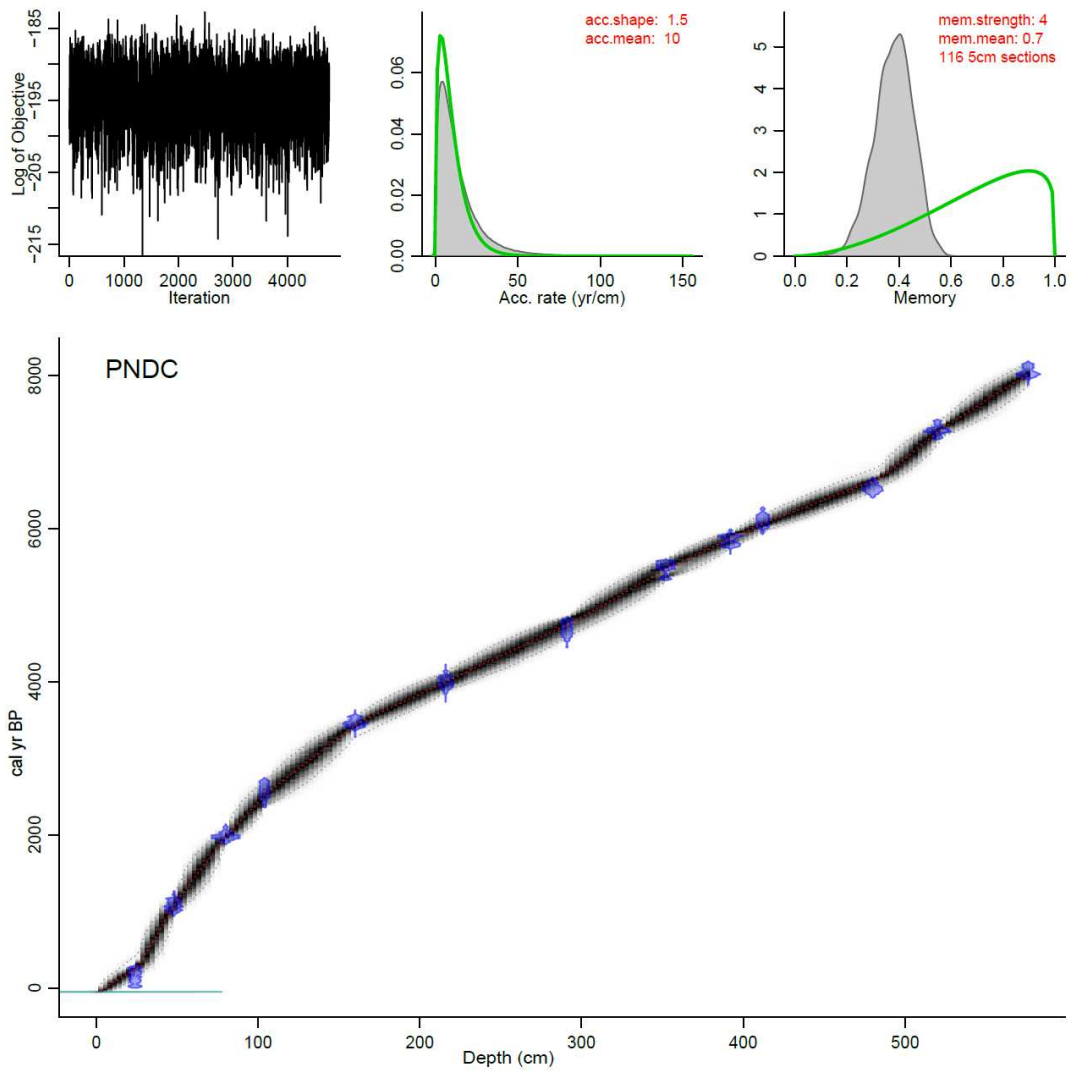 -185
-195
-205
-215
Log of Objective
0 1000 2000 3000 4000
Iteration
acc.shape: 1.5
acc.mean: 10
0.06
0.04
0.02
0.00
0 50 100 150
Acc. rate (yr/cm)
mem.strength: 4
mem.mean: 0.7
116 5cm sections
5
4
3
2
1
0
0.0 0.2 0.4 0.6 0.8 1.0
Memory
PNDC
8000
6000
4000
2000
0
cal yr BP
0 100 200 300 400 500
Depth (cm)